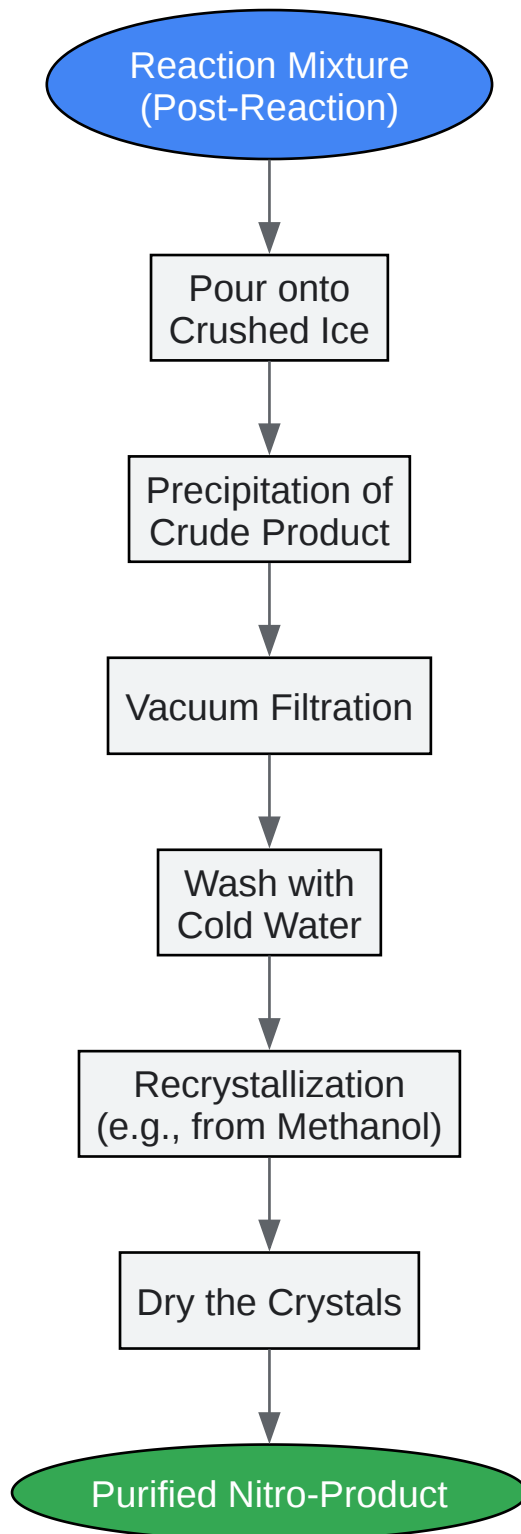 Reaction Mixture
(Post-Reaction)
Pour onto
Crushed Ice
Precipitation of
Crude Product
Vacuum Filtration
Wash with
Cold Water
Recrystallization
(e.g., from Methanol)
Dry the Crystals
Purified Nitro-Product